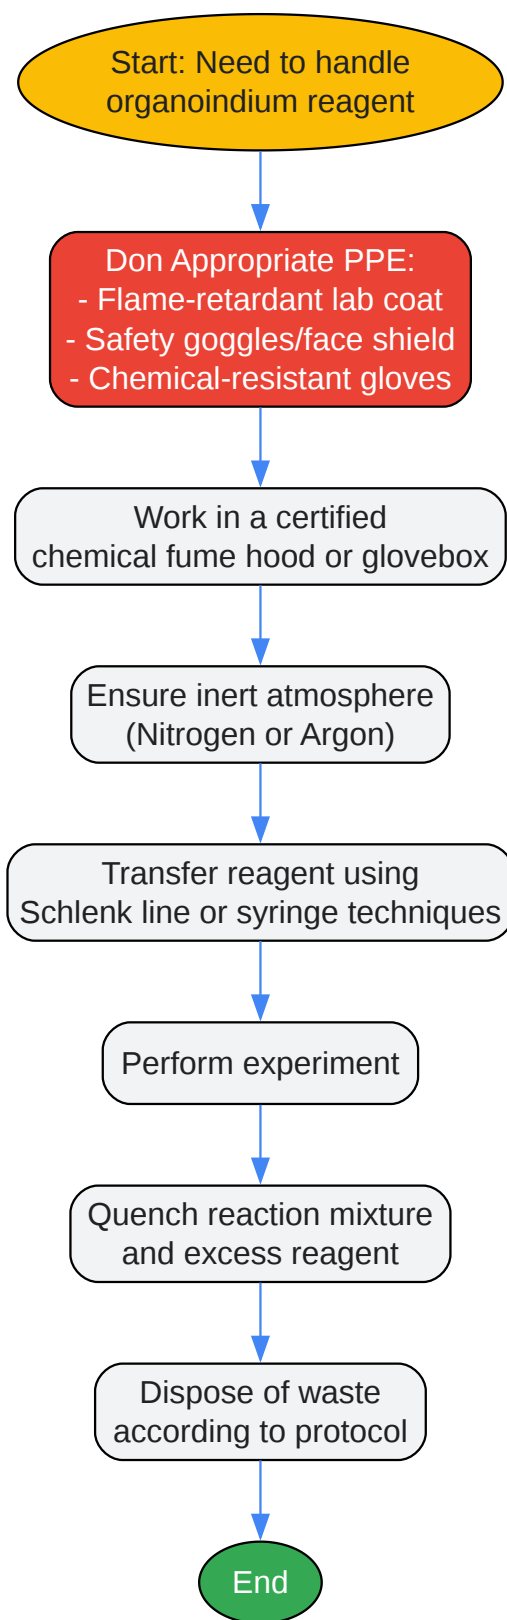 Start: Need to handle
organoindium reagent
Don Appropriate PPE:
- Flame-retardant lab coat
- Safety goggles/face shield
- Chemical-resistant gloves
Work in a certified
chemical fume hood or glovebox
Ensure inert atmosphere
(Nitrogen or Argon)
Transfer reagent using
Schlenk line or syringe techniques
Perform experiment
Quench reaction mixture
and excess reagent
Dispose of waste
according to protocol
End